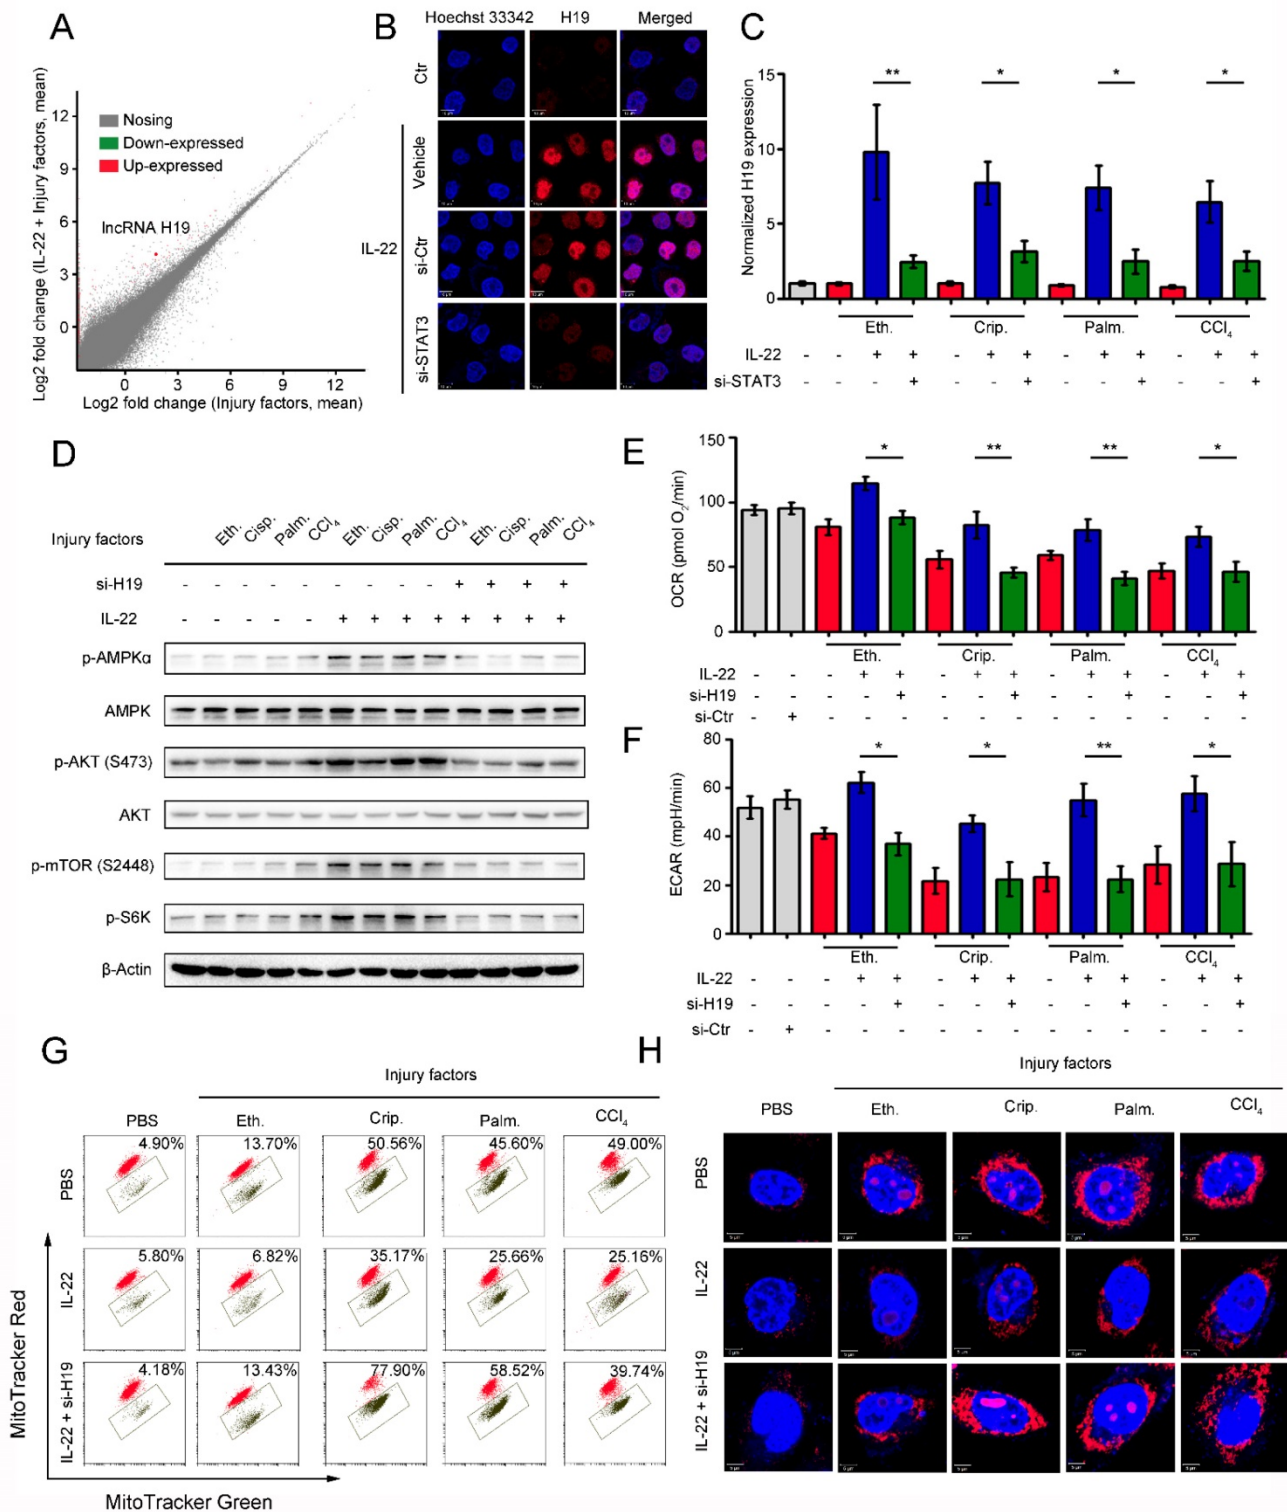 A
Log2 fold change (IL-22 + Injury factors, mean)
12
9
6
3
0
Nosing
Down-expressed
Up-expressed
lncRNA H19
0 3 6 9 12
Log2 fold change (Injury factors, mean)
B
Hoechst 33342 H19 Merged
Ctr
IL-22
Vehicle
si-Ctr
si-STAT3
C
Normalized H19 expression
15
10
5
0
** * * *
Eth. Crip. Palm. CCl4
IL-22 - - + + - + + - + + - + +
si-STAT3 - - - + - - + - - + - - +
D
Injury factors Eth. Cisp. Palm. CCl4 Eth. Cisp. Palm. CCl4 Eth. Cisp. Palm. CCl4
si-H19 - - - - - - - - - + + + +
IL-22 - - - - - + + + + + + + +
p-AMPKα
AMPK
p-AKT (S473)
AKT
p-mTOR (S2448)
p-S6K
β-Actin
E
OCR (pmol O2/min)
150
100
50
0
* ** ** *
Eth. Crip. Palm. CCl4
IL-22 - - - + + - + + - + + - + +
si-H19 - - - - + - - + - - + - - +
si-Ctr - + - - - - - - - - - - - -
F
ECAR (mpH/min)
80
60
40
20
0
* * ** *
Eth. Crip. Palm. CCl4
IL-22 - - - + + - + + - + + - + +
si-H19 - - - - + - - + - - + - - +
si-Ctr - + - - - - - - - - - - - -
G
Injury factors
PBS Eth. Crip. Palm. CCl4
PBS
4.90% 13.70% 50.56% 45.60% 49.00%
IL-22
5.80% 6.82% 35.17% 25.66% 25.16%
IL-22 + si-H19
4.18% 13.43% 77.90% 58.52% 39.74%
MitoTracker Red
MitoTracker Green
H
Injury factors
PBS Eth. Crip. Palm. CCl4
PBS
IL-22
IL-22 + si-H19